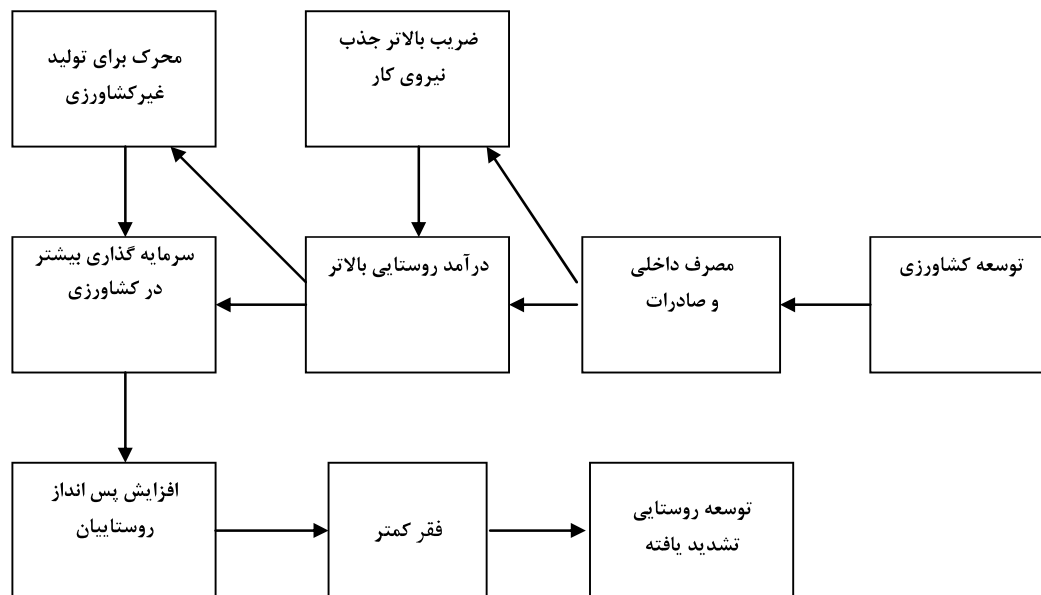 ضریب بالاتر جذب
نیروی کار
محرک برای تولید
غیرکشاورزی
توسعه کشاورزی
مصرف داخلی
و صادرات
درآمد روستایی بالاتر
سرمایه گذاری بیشتر
در کشاورزی
افزایش پس انداز
روستاییان
فقر کمتر
توسعه روستایی
تشدید یافته